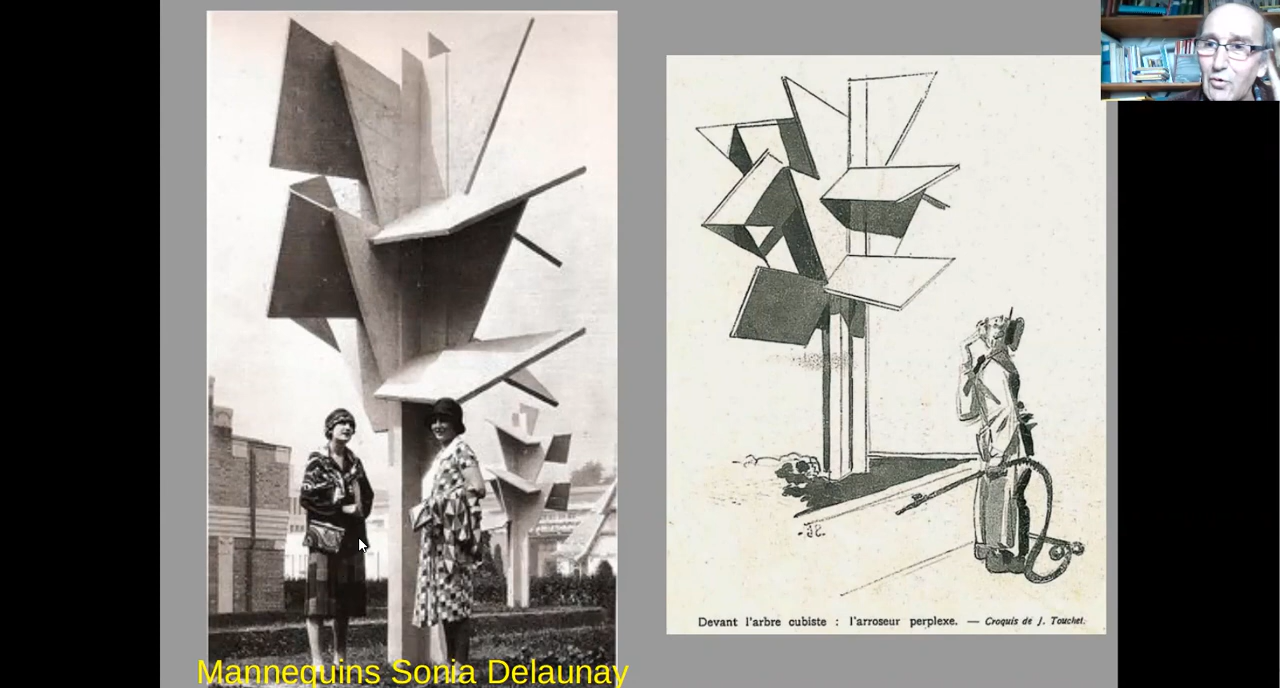 Devant l'arbre cubiste : l'arroseur perplexe. — Croquis de J. Touchet.
Mannequins Sonia Delaunay